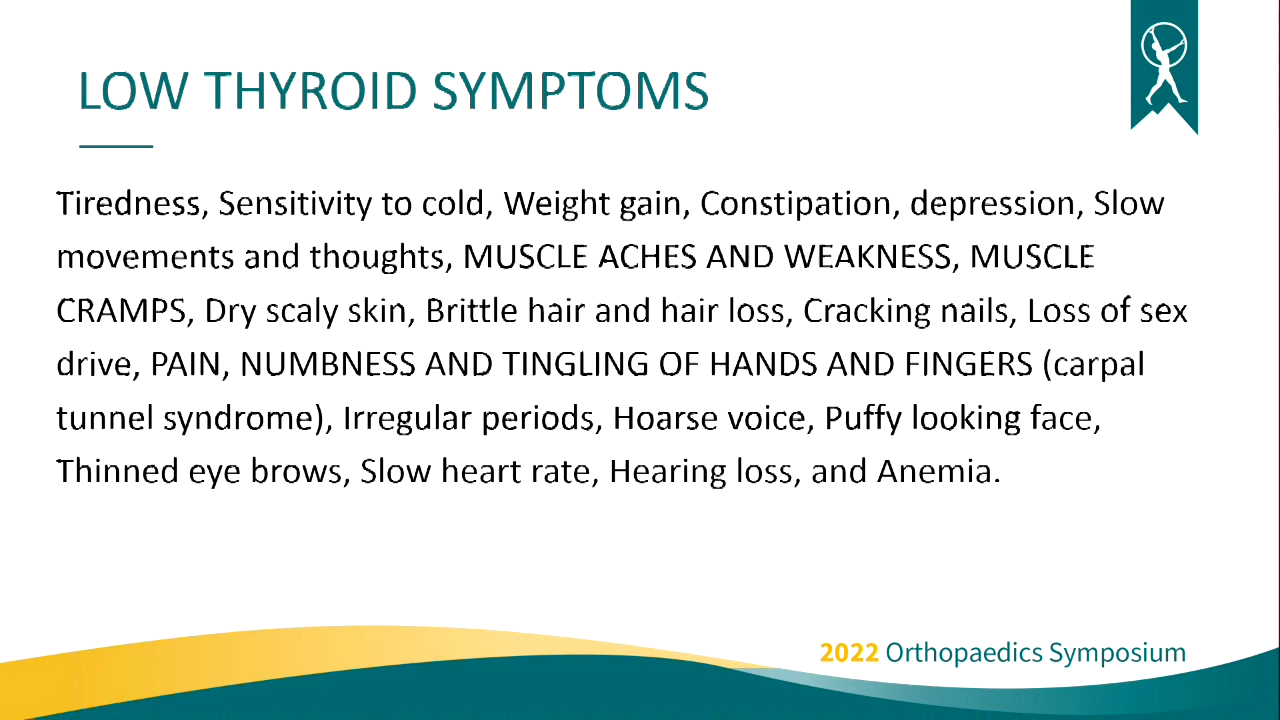 LOW THYROID SYMPTOMS
Tiredness, Sensitivity to cold, Weight gain, Constipation, depression, Slow
movements and thoughts, MUSCLE ACHES AND WEAKNESS, MUSCLE
CRAMPS, Dry scaly skin, Brittle hair and hair loss, Cracking nails, Loss of sex
drive, PAIN, NUMBNESS AND TINGLING OF HANDS AND FINGERS (carpal
tunnel syndrome), Irregular periods, Hoarse voice, Puffy looking face,
Thinned eye brows, Slow heart rate, Hearing loss, and Anemia.
2022 Orthopaedics Symposium